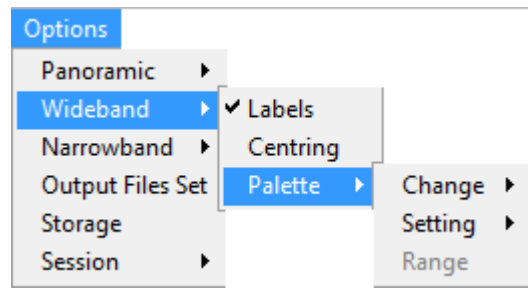 Options
Panoramic
Wideband
Narrowband
Output Files Set
Storage
Session
Labels
Centring
Palette
Change
Setting
Range